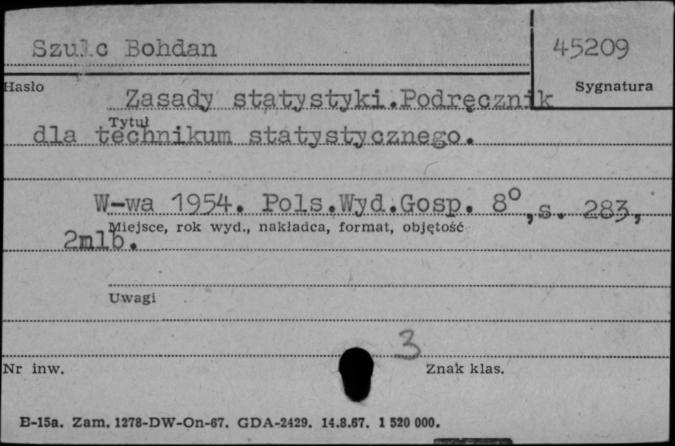 Szulc Bohdan
45209
Hasło
Sygnatura
Zasady statystyki.Podręcznik
Tytuł
dla technikum statystycznego.
W-wa 1954. Pols.Wyd.Gosp. 8°,s. 283,
Miejsce, rok wyd., nakładca, format, objętość
2mlb.
Uwagi
3
Nr inw.
Znak klas.
E-15a. Zam. 1278-DW-On-67. GDA-2429. 14.8.67. 1 520 000.